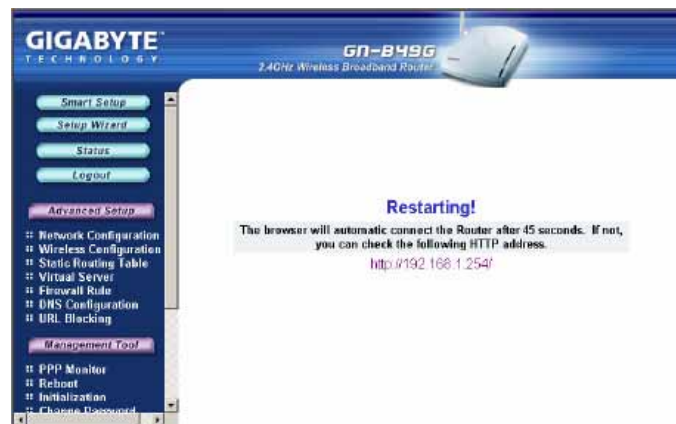 GIGABYTE
TECHNOLOGY
GN-B49G
2.4GHz Wireless Broadband Router
Smart Setup
Setup Wizard
Status
Logout
Advanced Setup
Network Configuration
Wireless Configuration
Static Routing Table
Virtual Server
Firewall Rule
DNS Configuration
URL Blocking
Management Tool
PPP Monitor
Reboot
Initialization
Change Password
Restarting!
The browser will automatic connect the Router after 45 seconds. If not,
you can check the following HTTP address.
http://192.168.1.254/